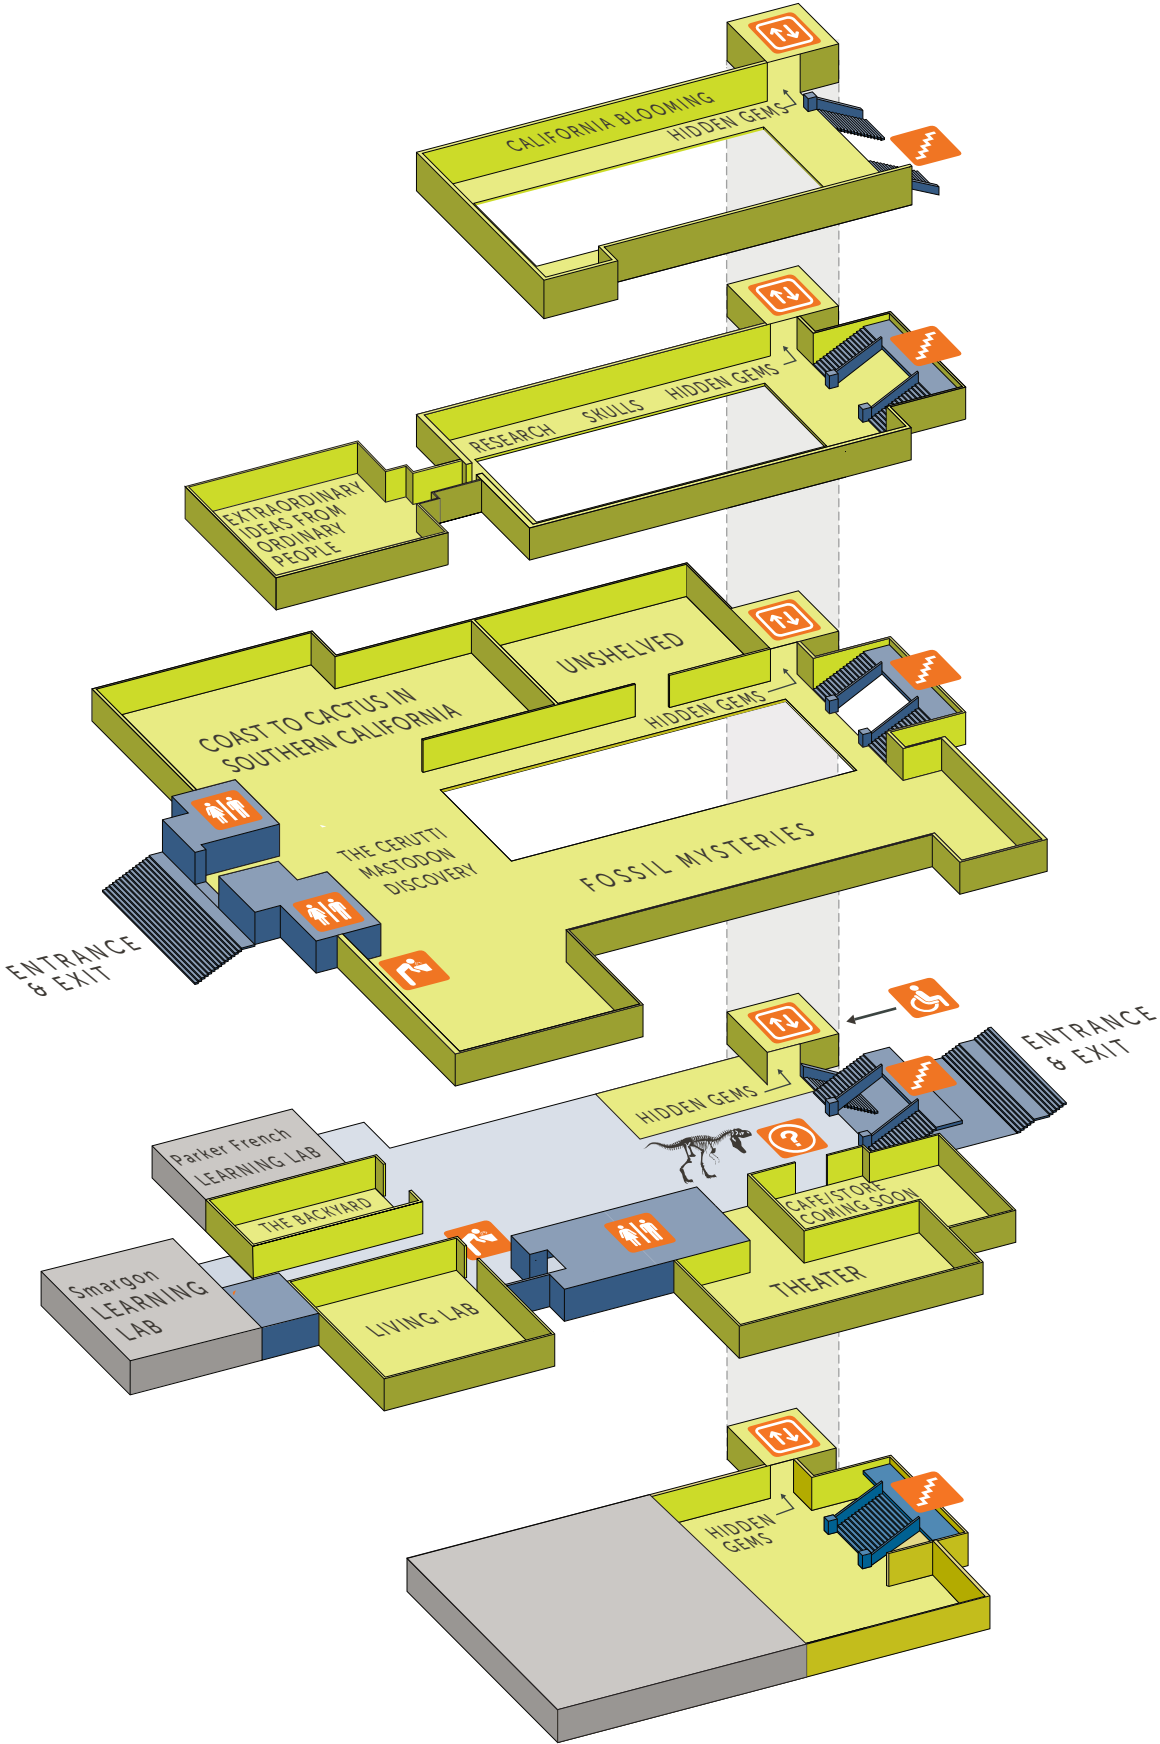 CALIFORNIA BLOOMING
HIDDEN GEMS
RESEARCH
SKULLS
HIDDEN GEMS
EXTRAORDINARY
IDEAS FROM
ORDINARY
PEOPLE
UNSHELVED
COAST TO CACTUS IN
SOUTHERN CALIFORNIA
HIDDEN GEMS
THE CERUTTI
MASTODON
DISCOVERY
FOSSIL MYSTERIES
ENTRANCE
& EXIT
ENTRANCE
& EXIT
HIDDEN GEMS
?
Parker French
LEARNING LAB
THE BACKYARD
CAFE/STORE
COMING SOON
Smargon
LEARNING
LAB
LIVING LAB
THEATER
HIDDEN
GEMS